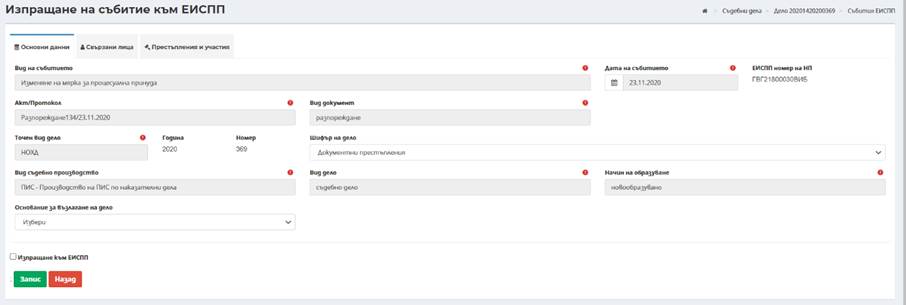 Изпращане на събитие към ЕИСПП
Съдебни дела > Дело 20201420200369 > Събития ЕИСПП
Основни данни Свързани лица Престъпления и участия
Вид на събитието Дата на събитието ЕИСПП номер на НП
Изменяне на мярка за процесуална принуда 23.11.2020 ГВГ21800030ВИБ
Акт/Протокол Вид документ
Разпореждане134/23.11.2020 разпореждане
Точен вид дело Година Номер Шифър на дело
НОХД 2020 369 Документни престъпления
Вид съдебно производство Вид дело Начин на образуване
ПИС - Производство на ПИС по наказателни дела съдебно дело новообразувано
Основание за възлагане на дело
Избери
Изпращане към ЕИСПП
Запис Назад